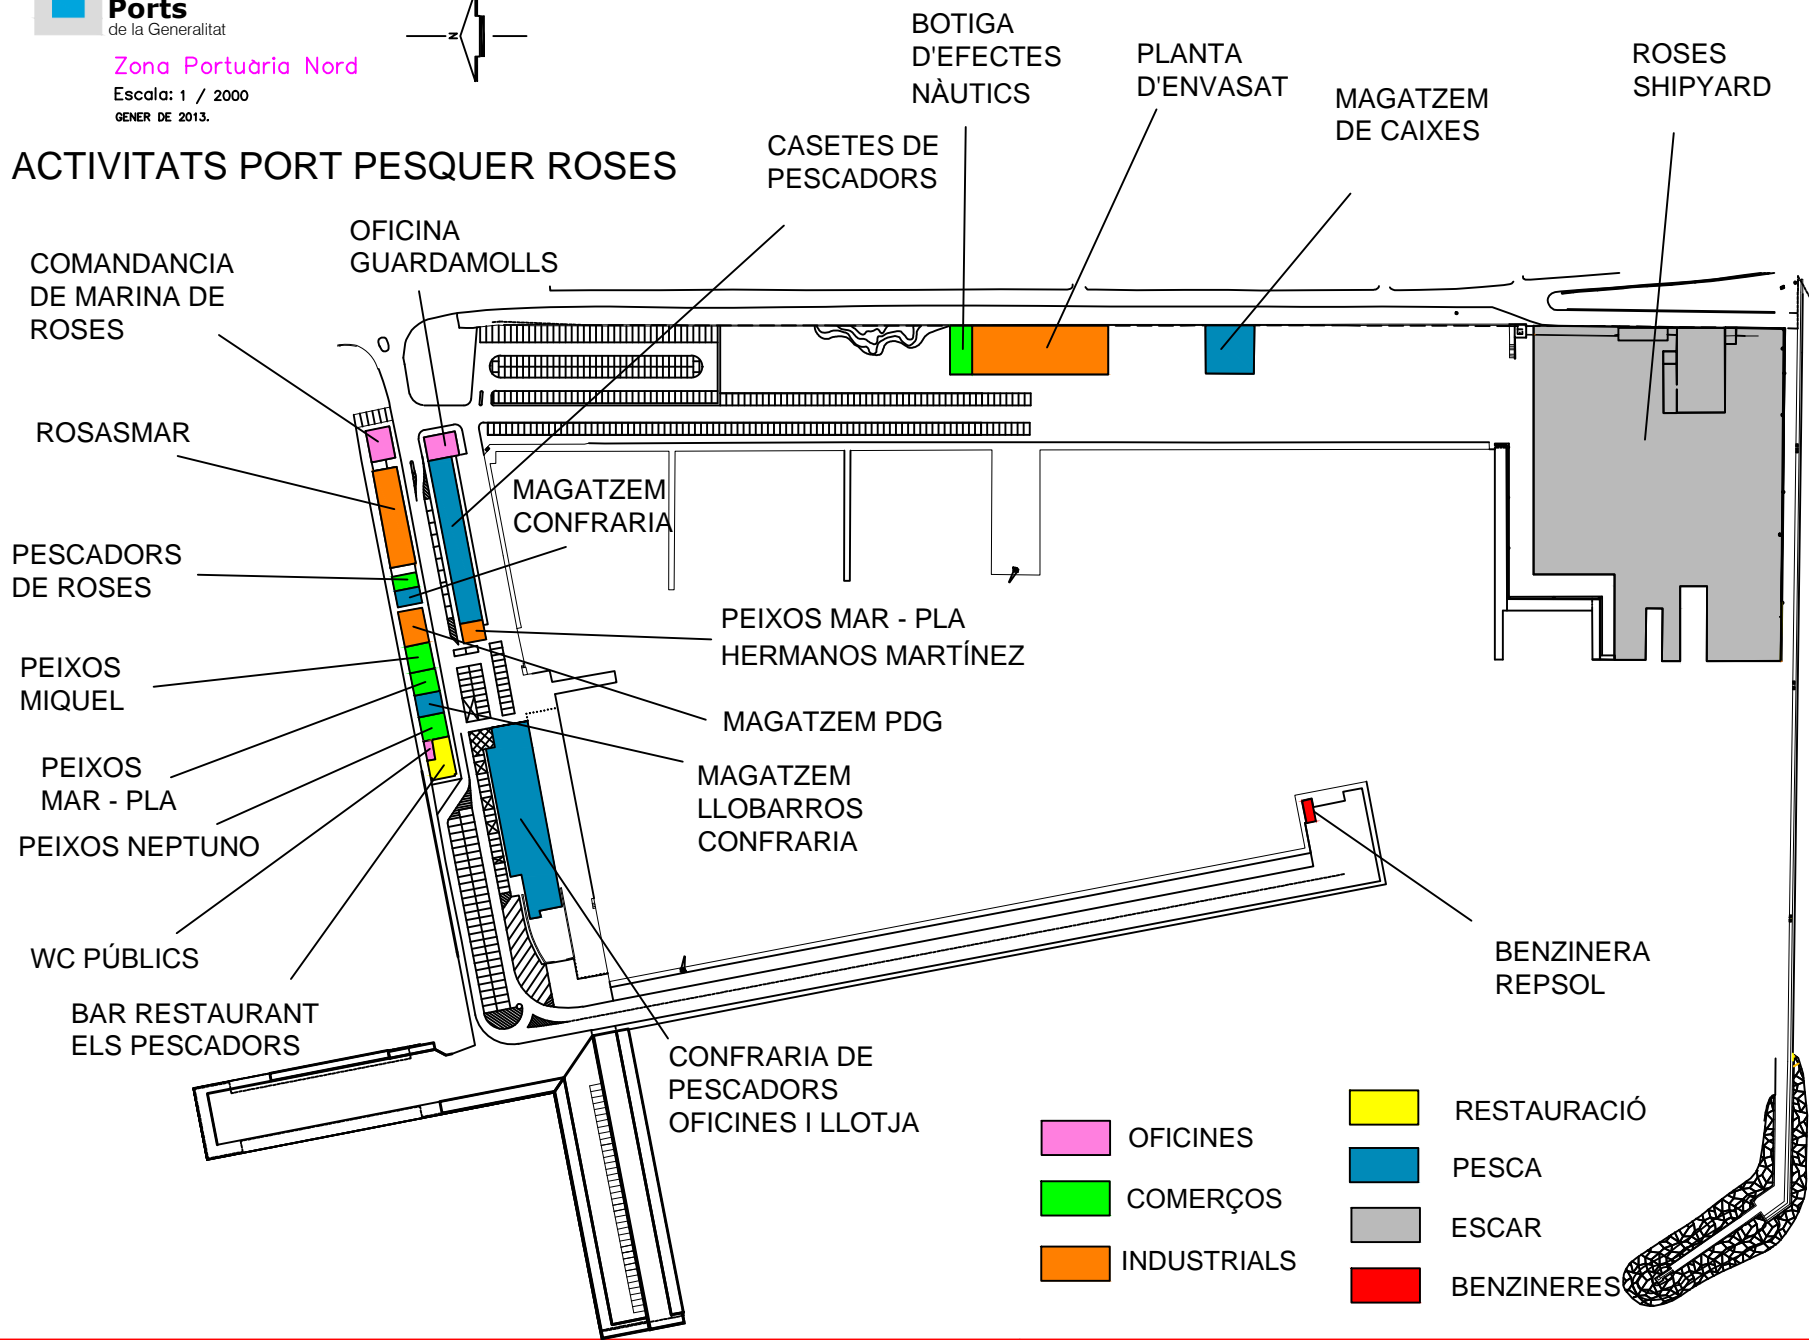 Ports
de la Generalitat
Zona Portuària Nord
Escala: 1 / 2000
GENER DE 2013.
N
ACTIVITATS PORT PESQUER ROSES
BOTIGA
D'EFECTES
NÀUTICS
PLANTA
D'ENVASAT
MAGATZEM
DE CAIXES
ROSES
SHIPYARD
CASETES DE
PESCADORS
OFICINA
GUARDAMOLLS
COMANDANCIA
DE MARINA DE
ROSES
ROSASMAR
MAGATZEM
CONFRARIA
PESCADORS
DE ROSES
PEIXOS MAR - PLA
HERMANOS MARTÍNEZ
PEIXOS
MIQUEL
MAGATZEM PDG
PEIXOS
MAR - PLA
MAGATZEM
LLOBARROS
CONFRARIA
PEIXOS NEPTUNO
WC PÚBLICS
BENZINERA
REPSOL
BAR RESTAURANT
ELS PESCADORS
CONFRARIA DE
PESCADORS
OFICINES I LLOTJA
OFICINES
COMERÇOS
INDUSTRIALS
RESTAURACIÓ
PESCA
ESCAR
BENZINERES